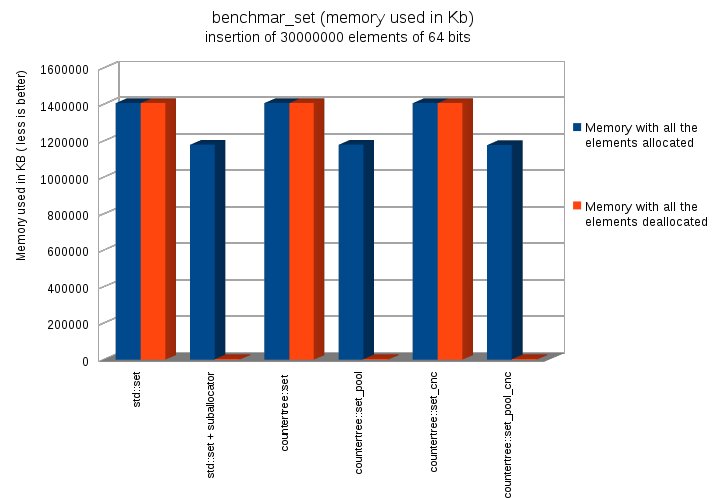 benchmar_set (memory used in Kb)
insertion of 30000000 elements of 64 bits
Memory used in KB ( less is better)
1600000
1400000
1200000
1000000
800000
600000
400000
200000
0
std::set
std::set + suballocator
countertree::set
countertree::set_pool
countertree::set_cnc
countertree::set_pool_cnc
Memory with all the
elements allocated
Memory with all the
elements deallocated